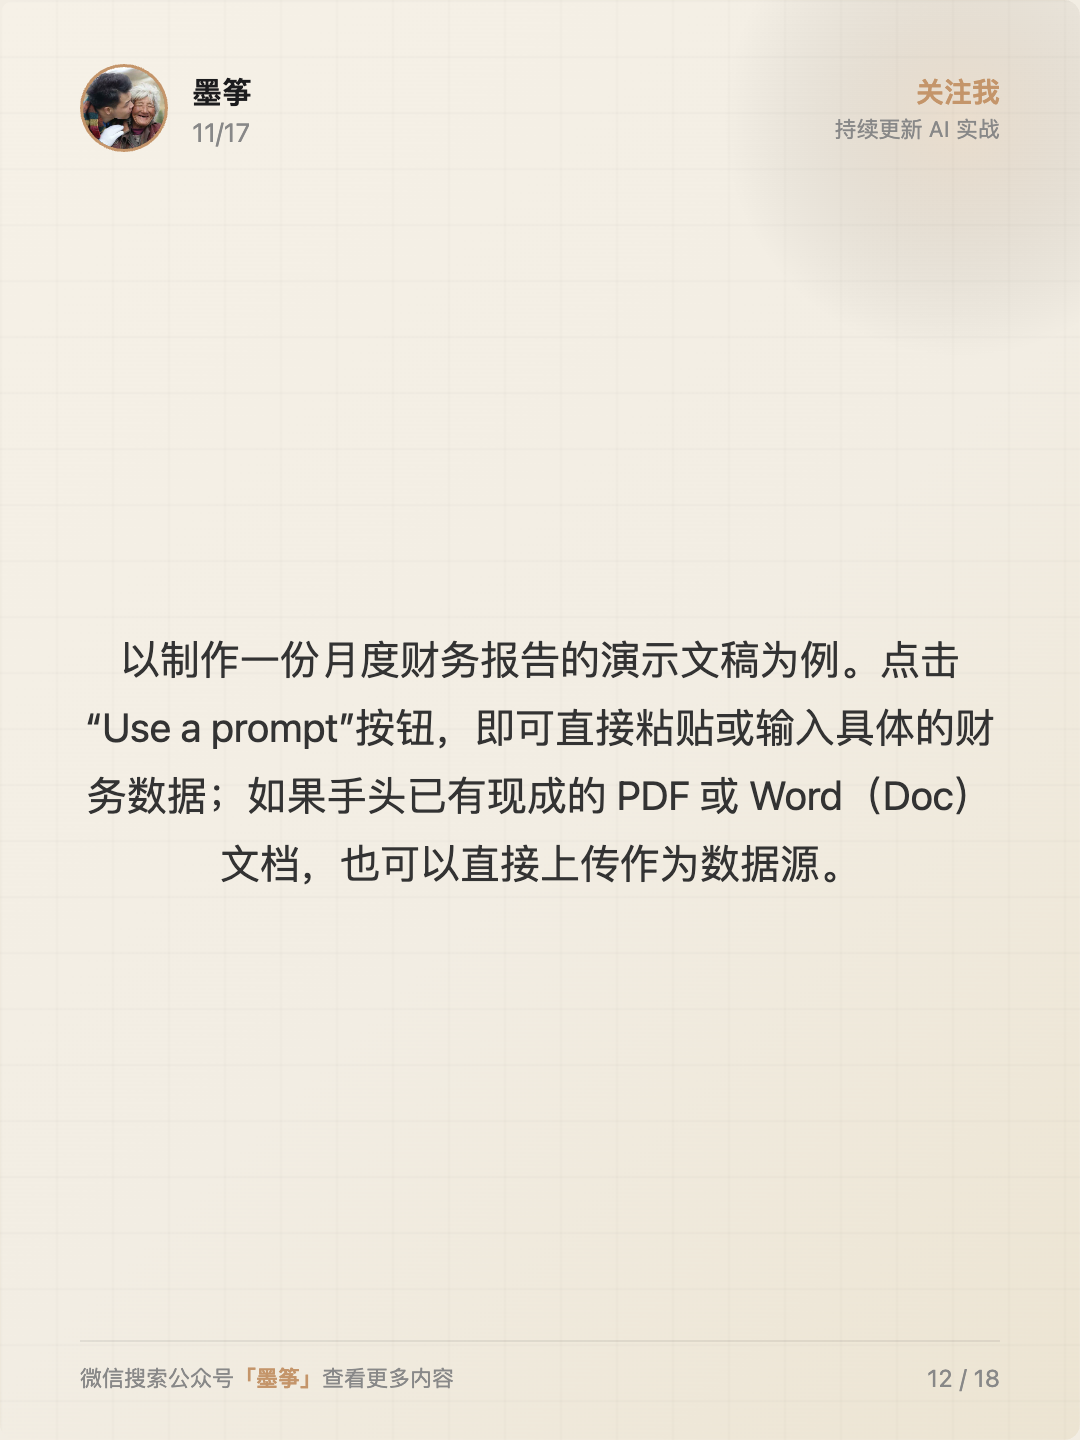 墨筝
11/17
关注我
持续更新 AI 实战
以制作一份月度财务报告的演示文稿为例。点击
“Use a prompt”按钮，即可直接粘贴或输入具体的财
务数据；如果手头已有现成的 PDF 或 Word（Doc）
文档，也可以直接上传作为数据源。
微信搜索公众号「墨筝」查看更多内容
12 / 18